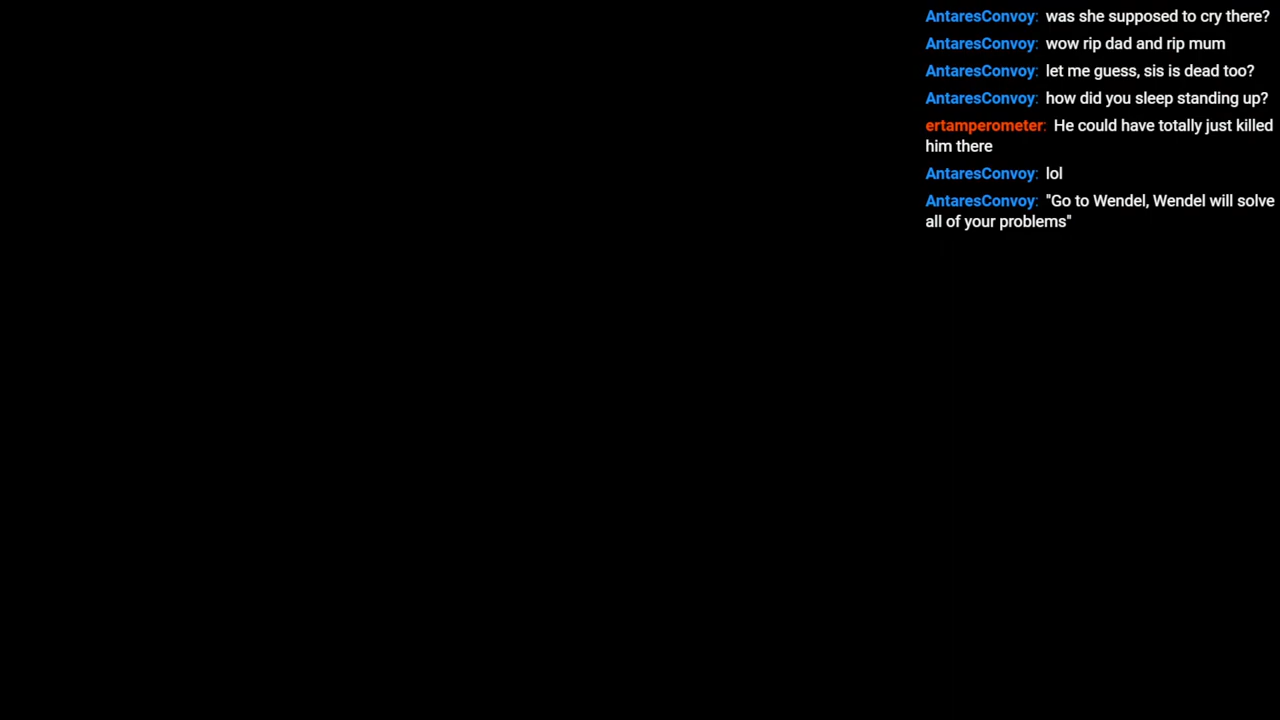 AntaresConvoy: was she supposed to cry there?
AntaresConvoy: wow rip dad and rip mum
AntaresConvoy: let me guess, sis is dead too?
AntaresConvoy: how did you sleep standing up?
ertamperometer: He could have totally just killed
him there
AntaresConvoy: lol
AntaresConvoy: "Go to Wendel, Wendel will solve
all of your problems"